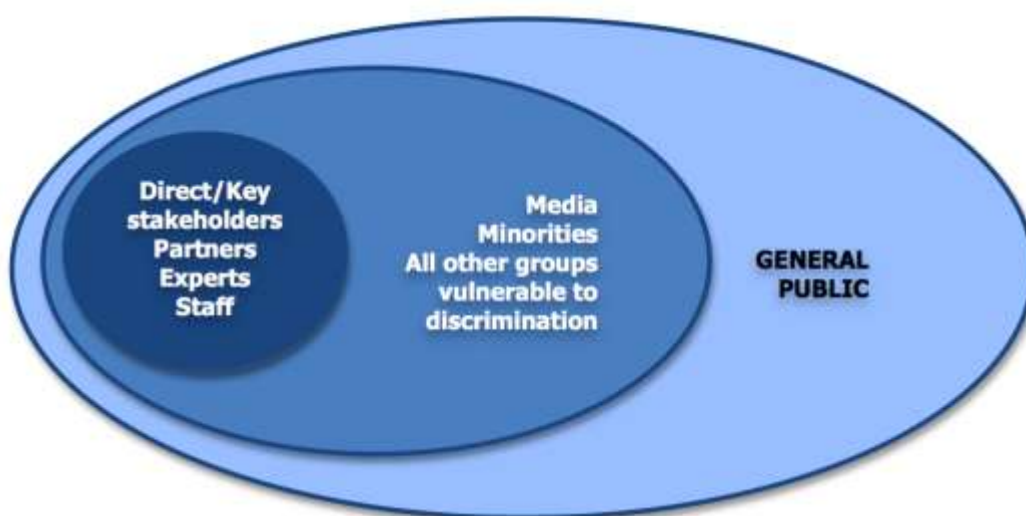 Direct/Key
stakeholders
Partners
Experts
Staff
Media
Minorities
All other groups
vulnerable to
discrimination
GENERAL
PUBLIC